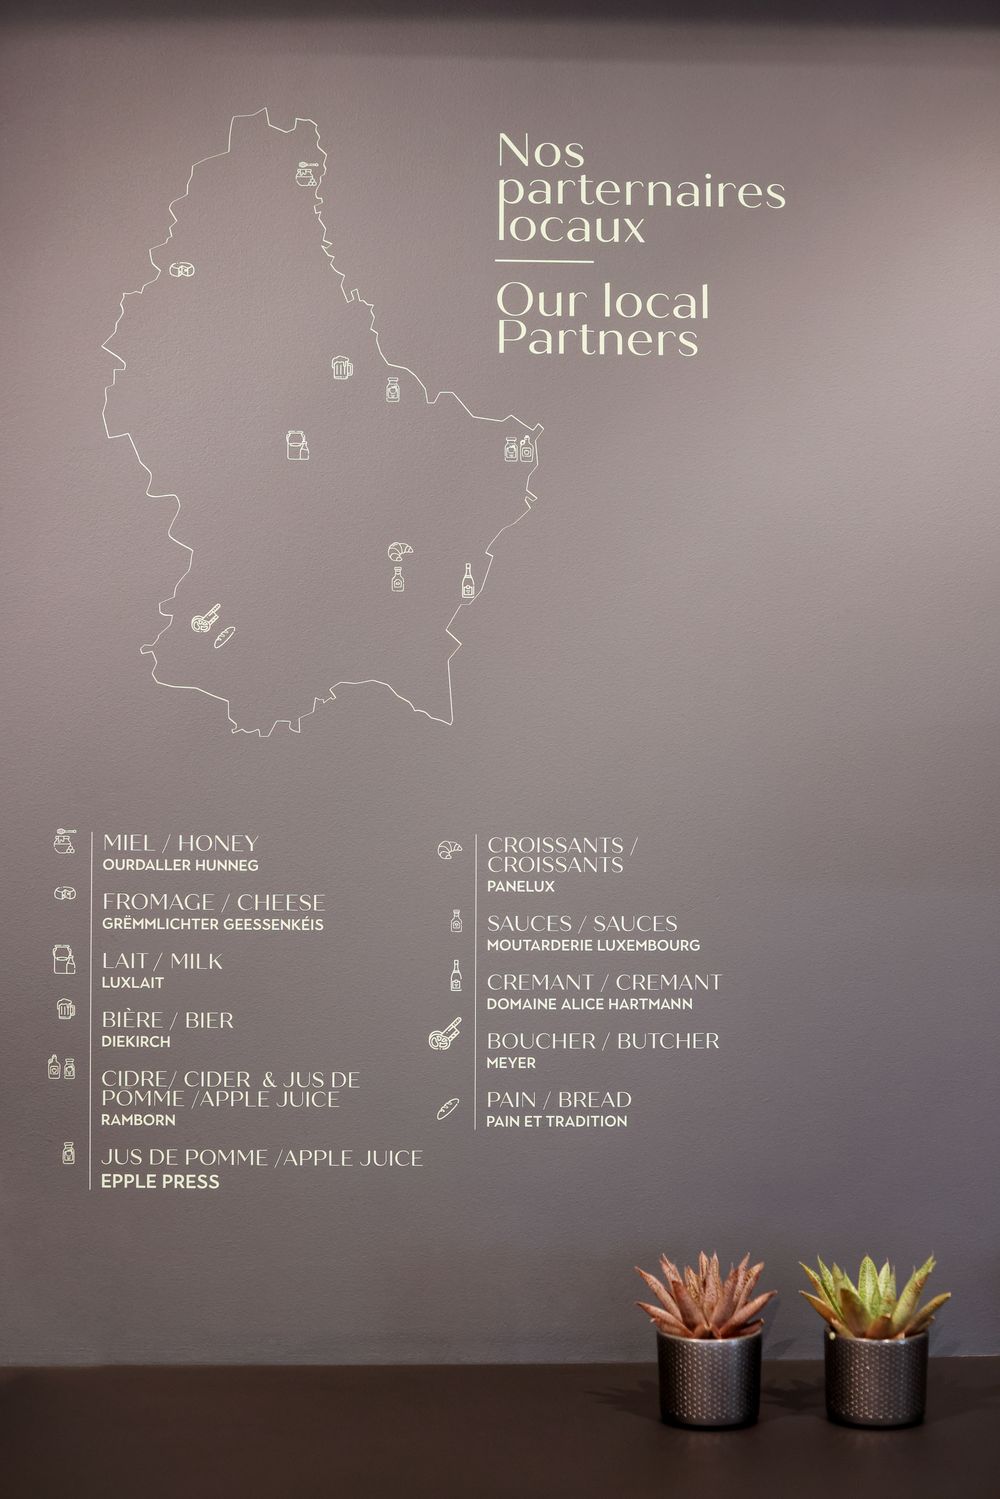 Nos
parternaires
locaux
Our local
Partners
MIEL / HONEY
OURDALLER HUNNEG
FROMAGE / CHEESE
GRËMMLICHTER GEESSENKÉIS
LAIT / MILK
LUXLAIT
BIÈRE / BIER
DIEKIRCH
CIDRE/ CIDER & JUS DE
POMME /APPLE JUICE
RAMBORN
JUS DE POMME /APPLE JUICE
EPPLE PRESS
CROISSANTS /
CROISSANTS
PANELUX
SAUCES / SAUCES
MOUTARDERIE LUXEMBOURG
CREMANT / CREMANT
DOMAINE ALICE HARTMANN
BOUCHER / BUTCHER
MEYER
PAIN / BREAD
PAIN ET TRADITION